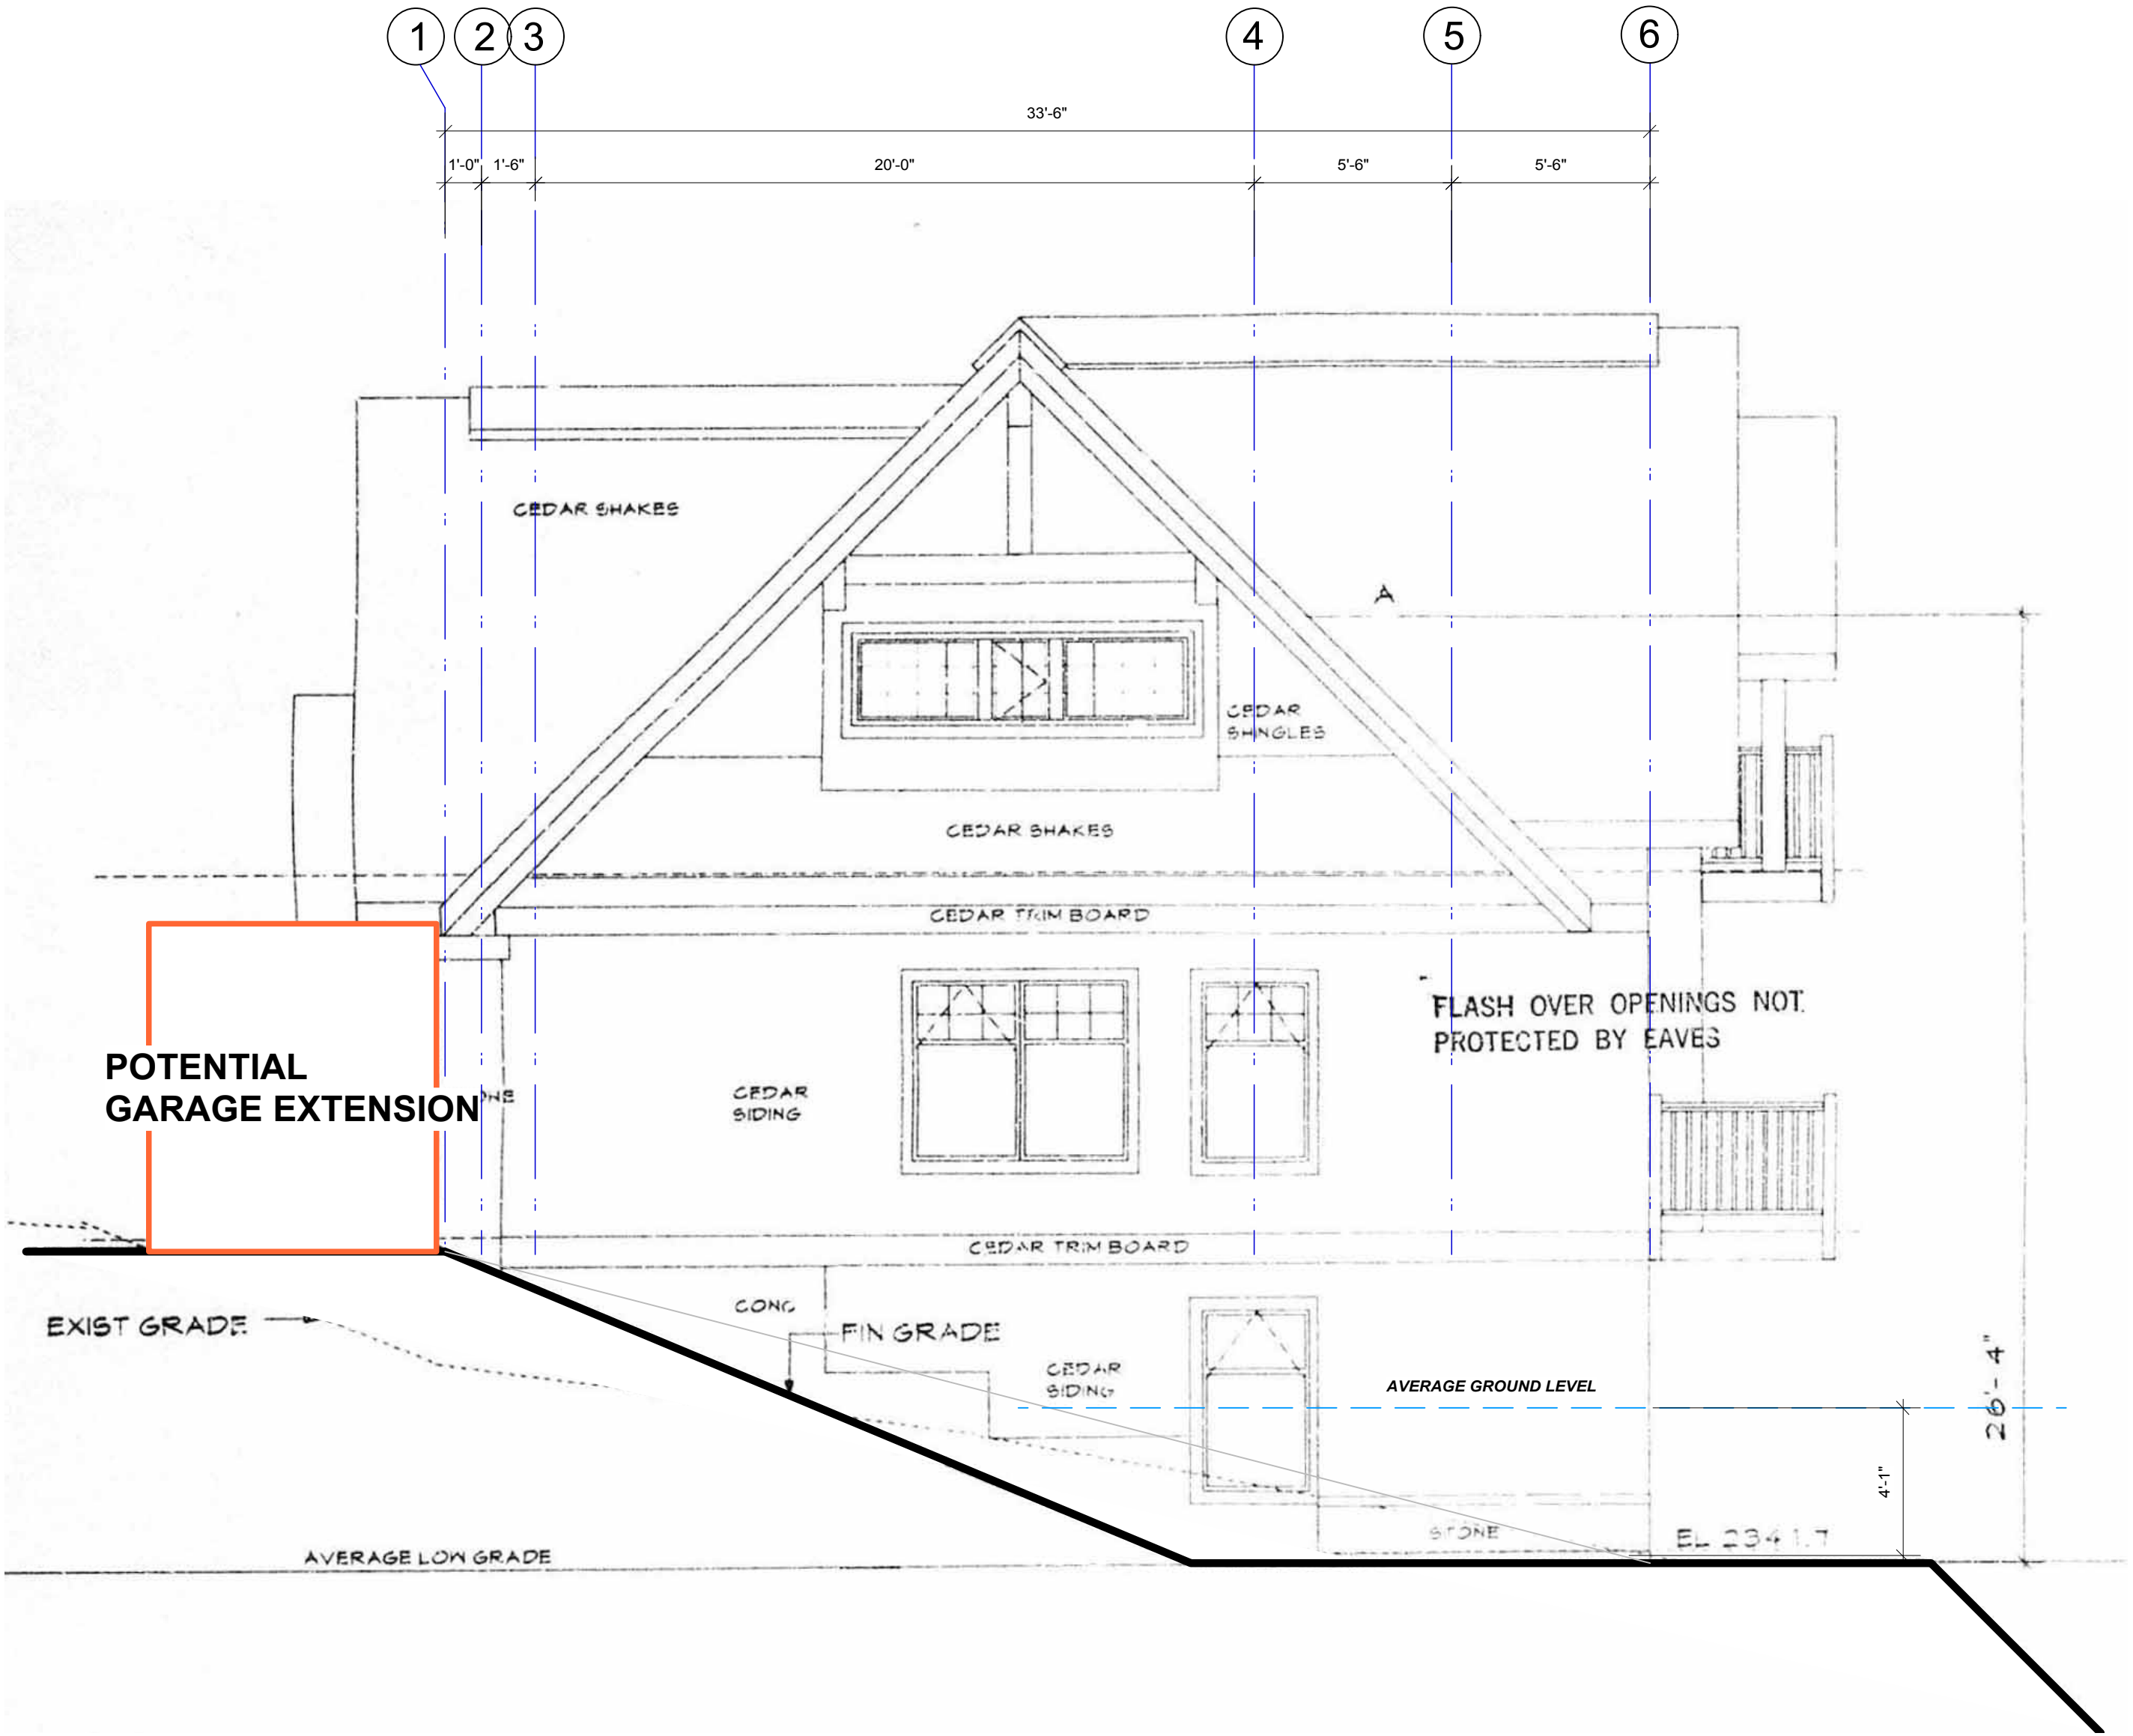 1 2 3 4 5 6
33'-6"
1'-0" 1'-6" 20'-0" 5'-6" 5'-6"
CEDAR SHAKES
A
CEDAR
SHINGLES
CEDAR SHAKES
CEDAR TRIM BOARD
FLASH OVER OPENINGS NOT
PROTECTED BY EAVES
POTENTIAL
GARAGE EXTENSION
CEDAR
SIDING
CEDAR TRIM BOARD
CONC
EXIST GRADE
FIN GRADE
CEDAR
SIDING
AVERAGE GROUND LEVEL
26'-4"
4'-1"
STONE
EL 2341.7
AVERAGE LOW GRADE